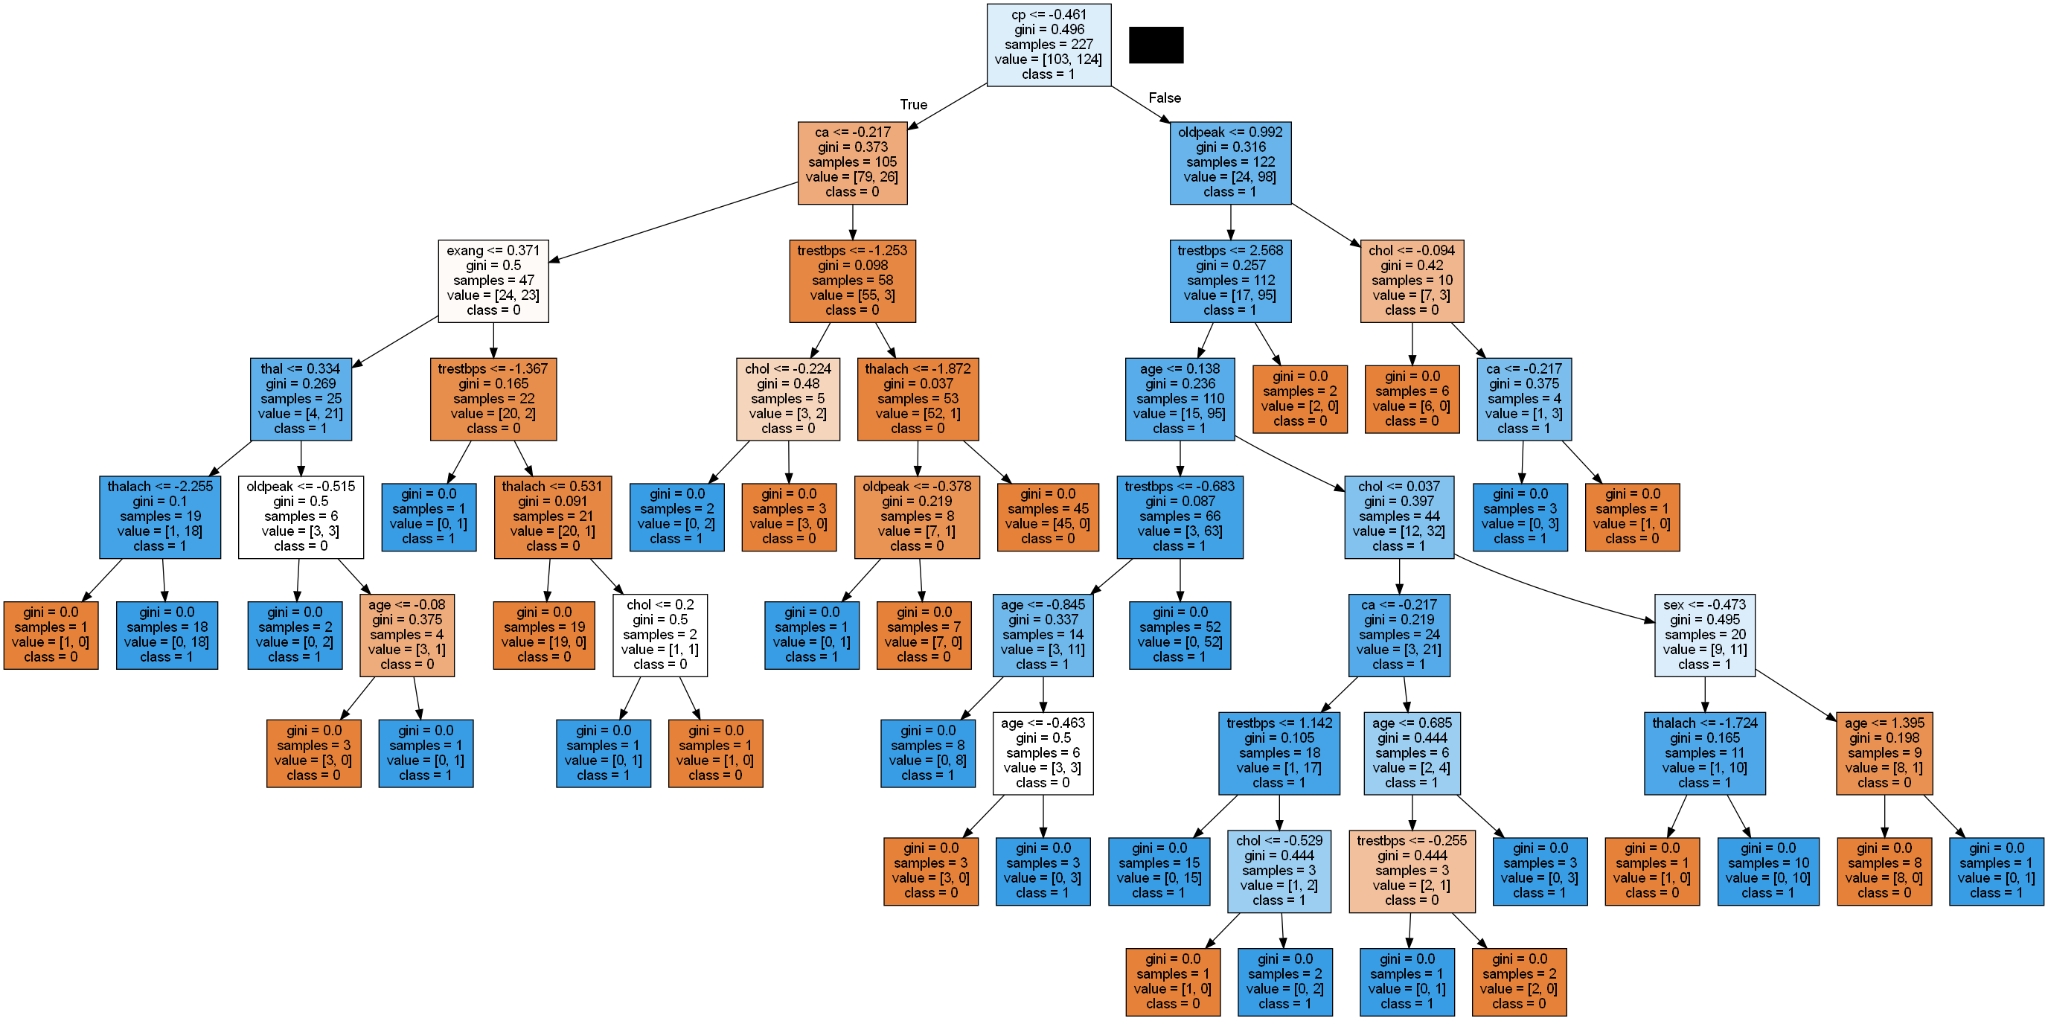 cp <= -0.461
gini = 0.496
samples = 227
value = [103, 124]
class = 1
True
False
ca <= -0.217
gini = 0.373
samples = 105
value = [79, 26]
class = 0
oldpeak <= 0.992
gini = 0.316
samples = 122
value = [24, 98]
class = 1
exang <= 0.371
gini = 0.5
samples = 47
value = [24, 23]
class = 0
trestbps <= -1.253
gini = 0.098
samples = 58
value = [55, 3]
class = 0
trestbps <= 2.568
gini = 0.257
samples = 112
value = [17, 95]
class = 1
chol <= -0.094
gini = 0.42
samples = 10
value = [7, 3]
class = 0
thal <= 0.334
gini = 0.269
samples = 25
value = [4, 21]
class = 1
trestbps <= -1.367
gini = 0.165
samples = 22
value = [20, 2]
class = 0
chol <= -0.224
gini = 0.48
samples = 5
value = [3, 2]
class = 0
thalach <= -1.872
gini = 0.037
samples = 53
value = [52, 1]
class = 0
age <= 0.138
gini = 0.236
samples = 110
value = [15, 95]
class = 1
gini = 0.0
samples = 2
value = [2, 0]
class = 0
gini = 0.0
samples = 6
value = [6, 0]
class = 0
ca <= -0.217
gini = 0.375
samples = 4
value = [1, 3]
class = 1
thalach <= -2.255
gini = 0.1
samples = 19
value = [1, 18]
class = 1
oldpeak <= -0.515
gini = 0.5
samples = 6
value = [3, 3]
class = 0
gini = 0.0
samples = 1
value = [0, 1]
class = 1
thalach <= 0.531
gini = 0.091
samples = 21
value = [20, 1]
class = 0
gini = 0.0
samples = 2
value = [0, 2]
class = 1
gini = 0.0
samples = 3
value = [3, 0]
class = 0
oldpeak <= -0.378
gini = 0.219
samples = 8
value = [7, 1]
class = 0
gini = 0.0
samples = 45
value = [45, 0]
class = 0
trestbps <= -0.683
gini = 0.087
samples = 66
value = [3, 63]
class = 1
chol <= 0.037
gini = 0.397
samples = 44
value = [12, 32]
class = 1
gini = 0.0
samples = 3
value = [0, 3]
class = 1
gini = 0.0
samples = 1
value = [1, 0]
class = 0
gini = 0.0
samples = 1
value = [1, 0]
class = 0
gini = 0.0
samples = 18
value = [0, 18]
class = 1
gini = 0.0
samples = 2
value = [0, 2]
class = 1
age <= -0.08
gini = 0.375
samples = 4
value = [3, 1]
class = 0
gini = 0.0
samples = 19
value = [19, 0]
class = 0
chol <= 0.2
gini = 0.5
samples = 2
value = [1, 1]
class = 0
gini = 0.0
samples = 1
value = [0, 1]
class = 1
gini = 0.0
samples = 7
value = [7, 0]
class = 0
age <= -0.845
gini = 0.337
samples = 14
value = [3, 11]
class = 1
gini = 0.0
samples = 52
value = [0, 52]
class = 1
ca <= -0.217
gini = 0.219
samples = 24
value = [3, 21]
class = 1
sex <= -0.473
gini = 0.495
samples = 20
value = [9, 11]
class = 1
gini = 0.0
samples = 3
value = [3, 0]
class = 0
gini = 0.0
samples = 1
value = [0, 1]
class = 1
gini = 0.0
samples = 1
value = [0, 1]
class = 1
gini = 0.0
samples = 1
value = [1, 0]
class = 0
gini = 0.0
samples = 8
value = [0, 8]
class = 1
age <= -0.463
gini = 0.5
samples = 6
value = [3, 3]
class = 0
trestbps <= 1.142
gini = 0.105
samples = 18
value = [1, 17]
class = 1
age <= 0.685
gini = 0.444
samples = 6
value = [2, 4]
class = 1
thalach <= -1.724
gini = 0.165
samples = 11
value = [1, 10]
class = 1
age <= 1.395
gini = 0.198
samples = 9
value = [8, 1]
class = 0
gini = 0.0
samples = 3
value = [3, 0]
class = 0
gini = 0.0
samples = 3
value = [0, 3]
class = 1
gini = 0.0
samples = 15
value = [0, 15]
class = 1
chol <= -0.529
gini = 0.444
samples = 3
value = [1, 2]
class = 1
trestbps <= -0.255
gini = 0.444
samples = 3
value = [2, 1]
class = 0
gini = 0.0
samples = 3
value = [0, 3]
class = 1
gini = 0.0
samples = 1
value = [1, 0]
class = 0
gini = 0.0
samples = 10
value = [0, 10]
class = 1
gini = 0.0
samples = 8
value = [8, 0]
class = 0
gini = 0.0
samples = 1
value = [0, 1]
class = 1
gini = 0.0
samples = 1
value = [1, 0]
class = 0
gini = 0.0
samples = 2
value = [0, 2]
class = 1
gini = 0.0
samples = 1
value = [0, 1]
class = 1
gini = 0.0
samples = 2
value = [2, 0]
class = 0